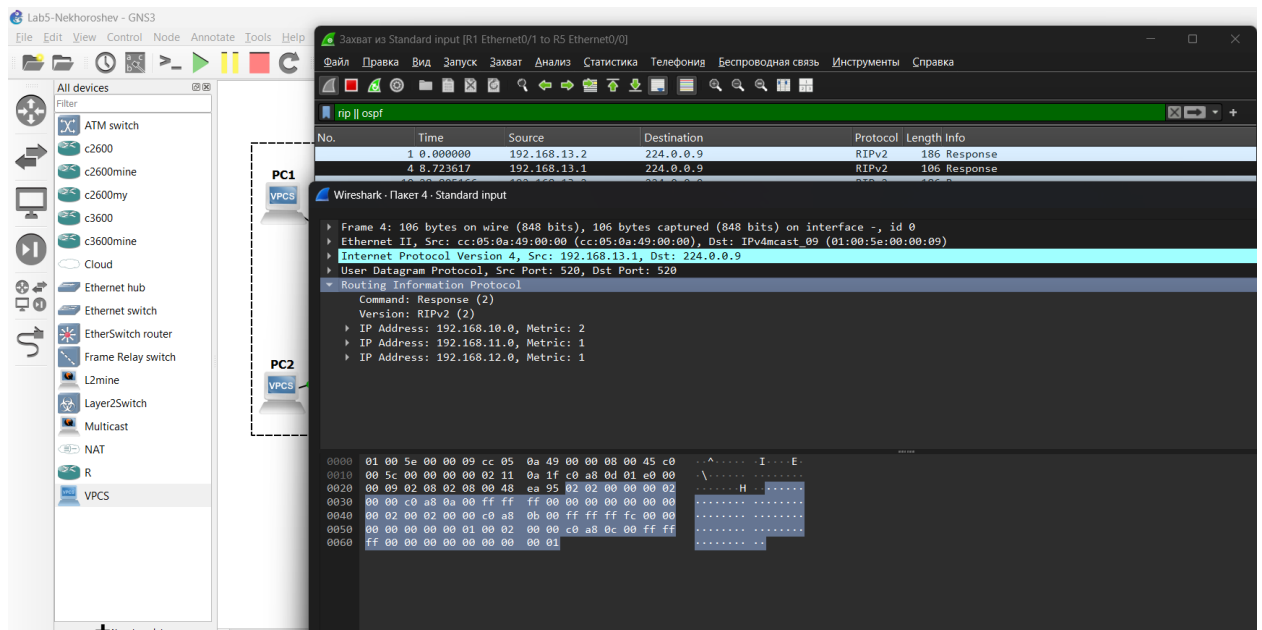 Lab5-Nekhoroshev - GNS3
File Edit View Control Node Annotate Tools Help
All devices
Filter
ATM switch
c2600
c2600mine
c2600my
c3600
c3600mine
Cloud
Ethernet hub
Ethernet switch
EtherSwitch router
Frame Relay switch
L2mine
Layer2Switch
Multicast
NAT
R
VPCS
PC1
VPCS
PC2
VPCS
Захват из Standard input [R1 Ethernet0/1 to R5 Ethernet0/0]
Файл Правка Вид Запуск Захват Анализ Статистика Телефония Беспроводная связь Инструменты Справка
rip || ospf
No. Time Source Destination Protocol Length Info
1 0.000000 192.168.13.2 224.0.0.9 RIPv2 186 Response
4 8.723617 192.168.13.1 224.0.0.9 RIPv2 106 Response
Wireshark · Пакет 4 · Standard input
Frame 4: 106 bytes on wire (848 bits), 106 bytes captured (848 bits) on interface -, id 0
Ethernet II, Src: cc:05:0a:49:00:00 (cc:05:0a:49:00:00), Dst: IPv4mcast_09 (01:00:5e:00:00:09)
Internet Protocol Version 4, Src: 192.168.13.1, Dst: 224.0.0.9
User Datagram Protocol, Src Port: 520, Dst Port: 520
Routing Information Protocol
Command: Response (2)
Version: RIPv2 (2)
IP Address: 192.168.10.0, Metric: 2
IP Address: 192.168.11.0, Metric: 1
IP Address: 192.168.12.0, Metric: 1
0000 01 00 5e 00 00 09 cc 05 0a 49 00 00 08 00 45 c0 ··^····· ·I····E·
0010 00 5c 00 00 00 00 02 11 0a 1f c0 a8 0d 01 e0 00 ·\······ ········
0020 00 09 02 08 02 08 00 48 ea 95 02 02 00 00 00 02 ·······H ········
0030 00 00 c0 a8 0a 00 ff ff ff 00 00 00 00 00 00 00 ········ ········
0040 00 02 00 02 00 00 c0 a8 0b 00 ff ff ff fc 00 00 ········ ········
0050 00 00 00 00 00 01 00 02 00 00 c0 a8 0c 00 ff ff ········ ········
0060 ff 00 00 00 00 00 00 00 00 01 ········ ··